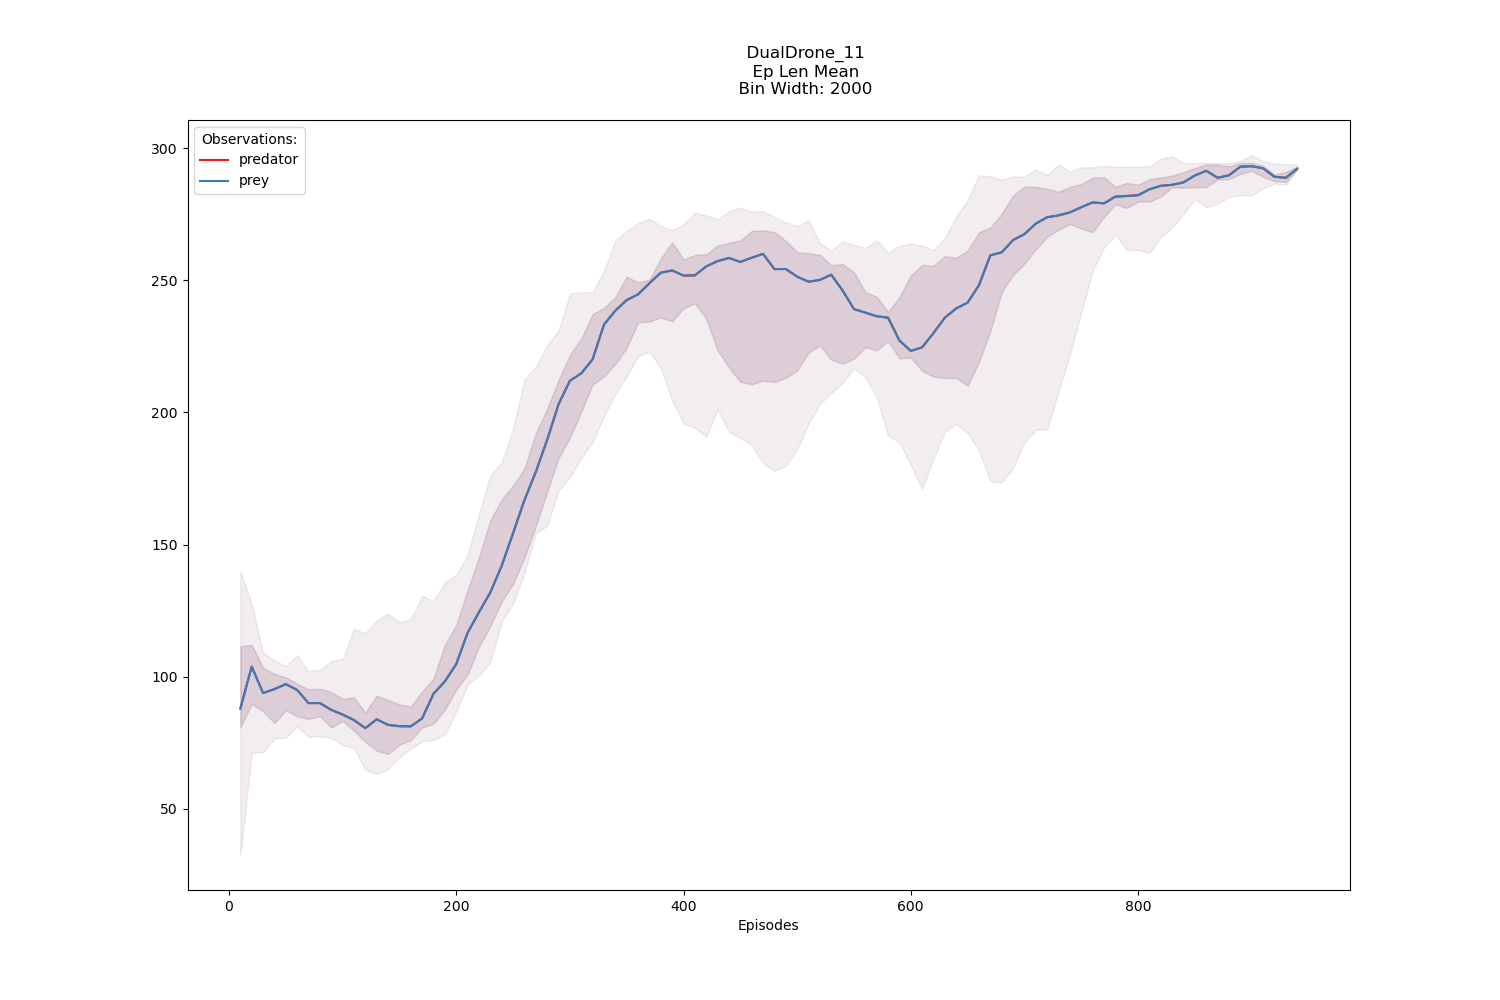 DualDrone_11
Ep Len Mean
Bin Width: 2000
Observations:
predator
prey
300
250
200
150
100
50
0 200 400 600 800
Episodes